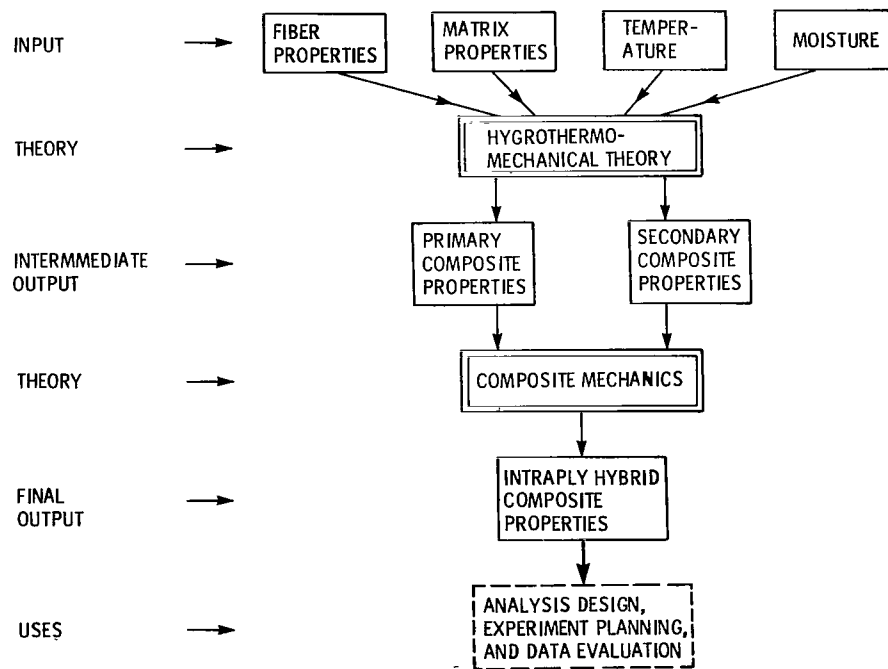 INPUT
FIBER
PROPERTIES
MATRIX
PROPERTIES
TEMPER-
ATURE
MOISTURE
THEORY
HYGROTHERMO-
MECHANICAL THEORY
INTERMMEDIATE
OUTPUT
PRIMARY
COMPOSITE
PROPERTIES
SECONDARY
COMPOSITE
PROPERTIES
THEORY
COMPOSITE MECHANICS
FINAL
OUTPUT
INTRAPLY HYBRID
COMPOSITE
PROPERTIES
USES
ANALYSIS DESIGN,
EXPERIMENT PLANNING,
AND DATA EVALUATION